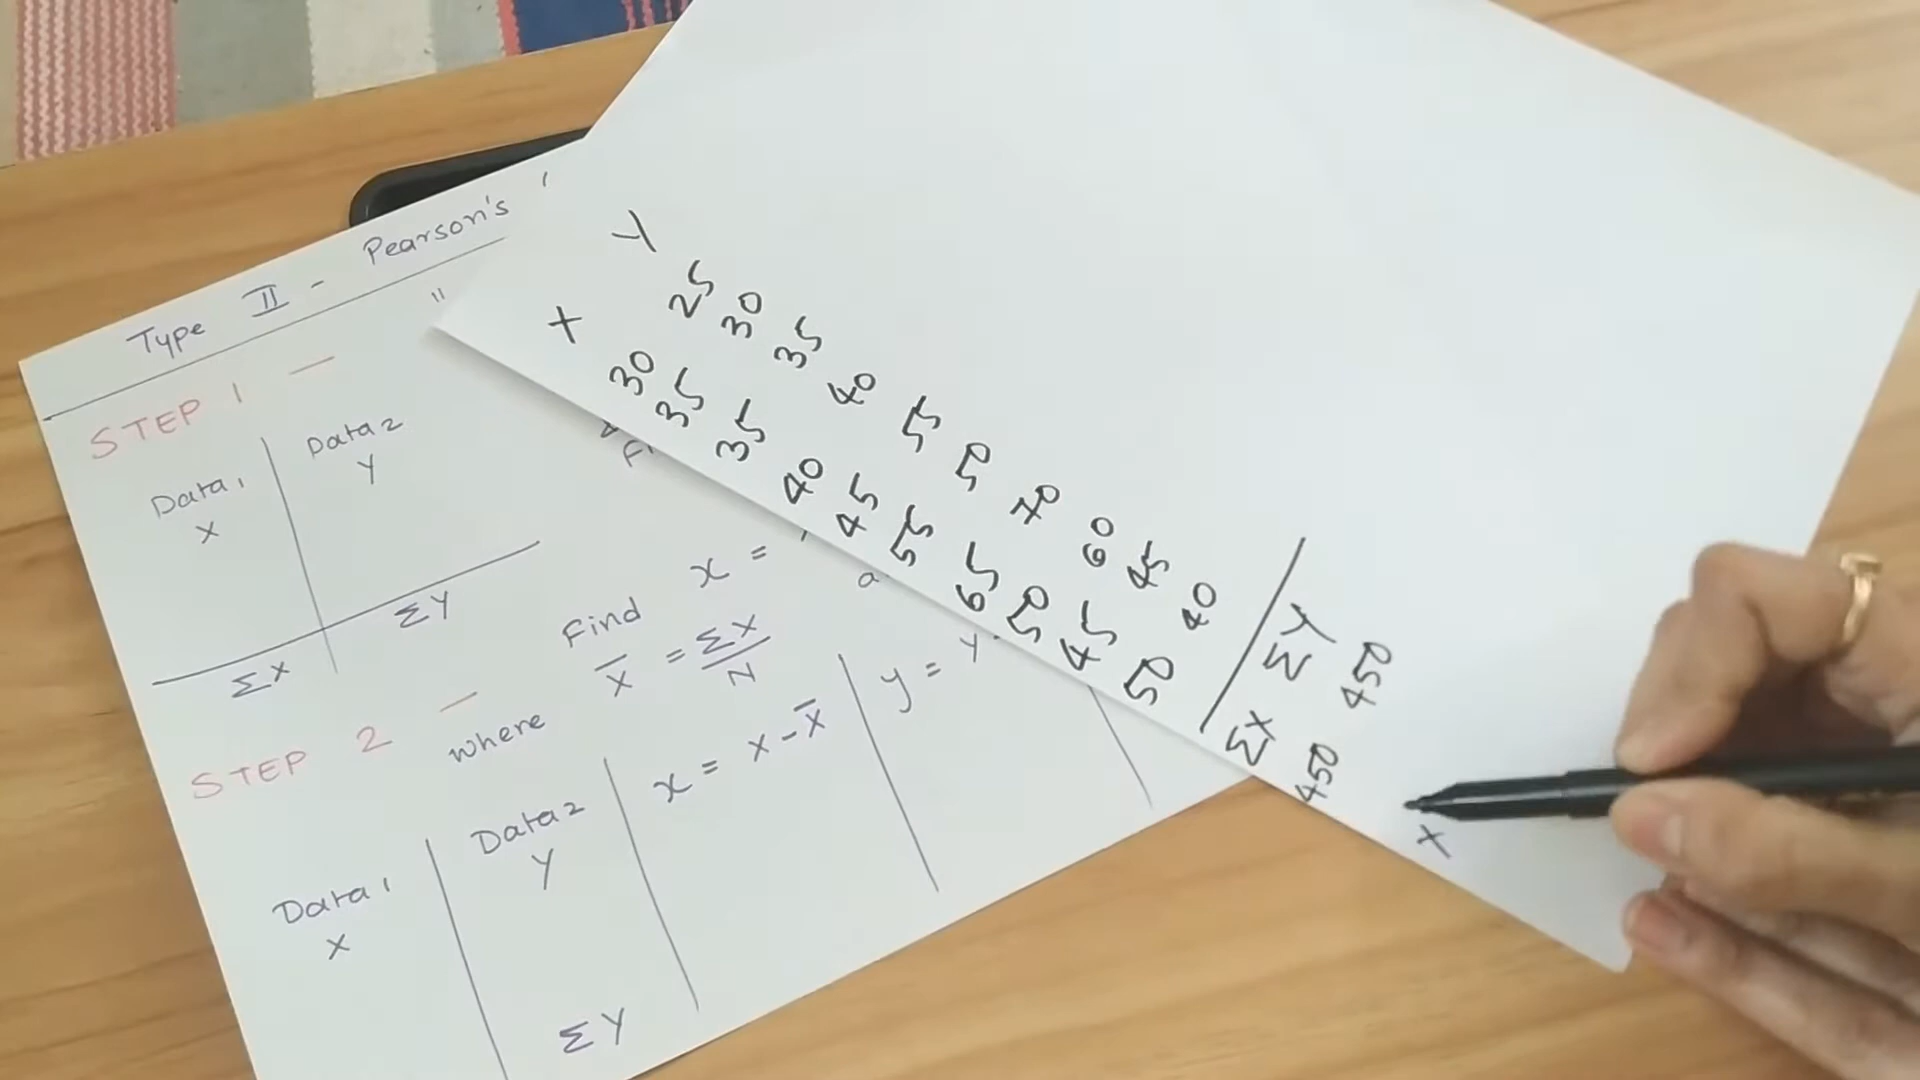 Type II - Pearson's
STEP 1 —
Data 1 Data 2
X Y
ΣX ΣY
STEP 2 —
Find x =
where X̄ = ΣX/N
Data 1 Data 2 x = X - X̄ y = Y
X Y
ΣY
X Y
30 25
35 30
35 35
40 40
45 55
55 50
65 70
50 60
45 45
50 40
ΣX ΣY
450 450
X